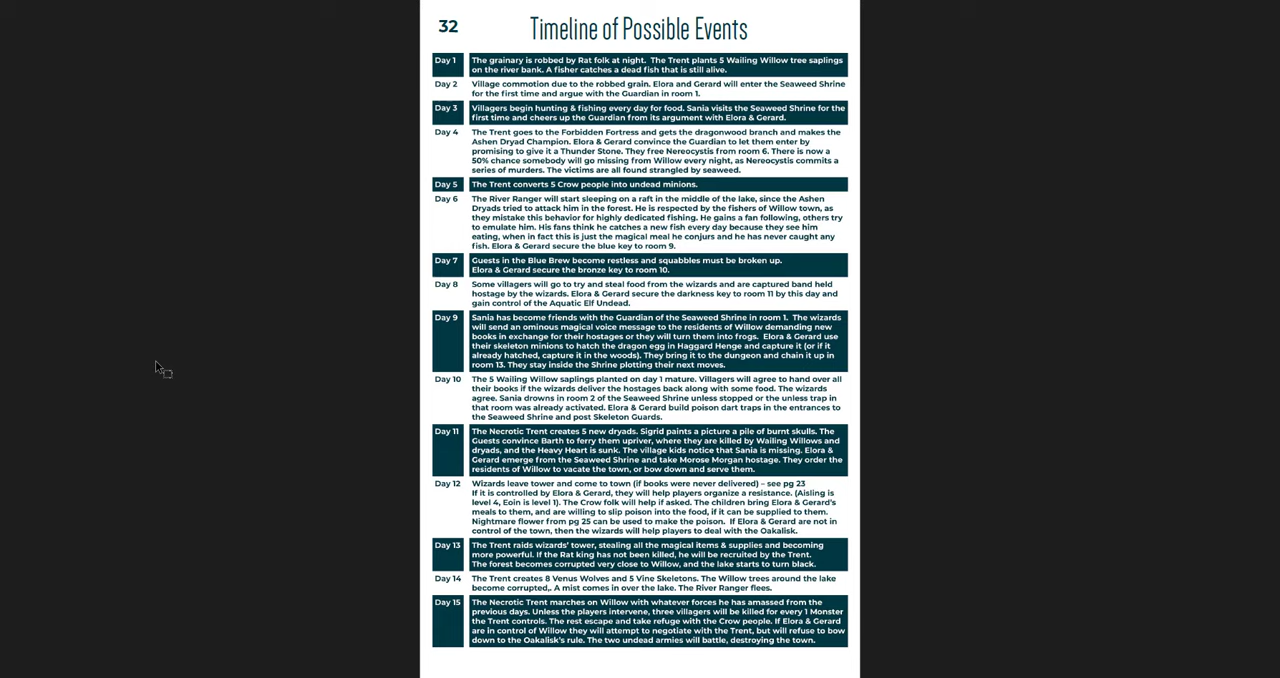 32
Timeline of Possible Events
Day 1
The grainary is robbed by Rat folk at night.  The Trent plants 5 Wailing Willow tree saplings
on the river bank. A fisher catches a dead fish that is still alive.
Day 2
Village commotion due to the robbed grain. Elora and Gerard will enter the Seaweed Shrine
for the first time and argue with the Guardian in room 1.
Day 3
Villagers begin hunting & fishing every day for food. Sania visits the Seaweed Shrine for the
first time and cheers up the Guardian from its argument with Elora & Gerard.
Day 4
The Trent goes to the Forbidden Fortress and gets the dragonwood branch and makes the
Ashen Dryad Champion. Elora & Gerard convince the Guardian to let them enter by
promising to give it a Thunder Stone. They free Nereocystis from room 6. There is now a
50% chance somebody will go missing from Willow every night, as Nereocystis commits a
series of murders. The victims are all found strangled by seaweed.
Day 5
The Trent converts 5 Crow people into undead minions.
Day 6
The River Ranger will start sleeping on a raft in the middle of the lake, since the Ashen
Dryads tried to attack him in the forest. He is respected by the fishers of Willow town, as
they mistake this behavior for highly dedicated fishing. He gains a fan following, others try
to emulate him. His fans think he catches a new fish every day because they see him
eating, when in fact this is just the magical meal he conjurs and he has never caught any
fish. Elora & Gerard secure the blue key to room 9.
Day 7
Guests in the Blue Brew become restless and squabbles must be broken up.
Elora & Gerard secure the bronze key to room 10.
Day 8
Some villagers will go to try and steal food from the wizards and are captured band held
hostage by the wizards. Elora & Gerard secure the darkness key to room 11 by this day and
gain control of the Aquatic Elf Undead.
Day 9
Sania has become friends with the Guardian of the Seaweed Shrine in room 1.  The wizards
will send an ominous magical voice message to the residents of Willow demanding new
books in exchange for their hostages or they will turn them into frogs.  Elora & Gerard use
their skeleton minions to hatch the dragon egg in Haggard Henge and capture it (or if it
already hatched, capture it in the woods). They bring it to the dungeon and chain it up in
room 13. They stay inside the Shrine plotting their next moves.
Day 10
The 5 Wailing Willow saplings planted on day 1 mature. Villagers will agree to hand over all
their books if the wizards deliver the hostages back along with some food. The wizards
agree. Sania drowns in room 2 of the Seaweed Shrine unless stopped or the unless trap in
that room was already activated. Elora & Gerard build poison dart traps in the entrances to
the Seaweed Shrine and post Skeleton Guards.
Day 11
The Necrotic Trent creates 5 new dryads. Sigrid paints a picture a pile of burnt skulls. The
Guests convince Barth to ferry them upriver, where they are killed by Wailing Willows and
dryads, and the Heavy Heart is sunk. The village kids notice that Sania is missing. Elora &
Gerard emerge from the Seaweed Shrine and take Morose Morgan hostage. They order the
residents of Willow to vacate the town, or bow down and serve them.
Day 12
Wizards leave tower and come to town (if books were never delivered) – see pg 23
If it is controlled by Elora & Gerard, they will help players organize a resistance. (Aisling is
level 4, Eoin is level 1). The Crow folk will help if asked. The children bring Elora & Gerard's
meals to them, and are willing to slip poison into the food, if it can be supplied to them.
Nightmare flower from pg 25 can be used to make the poison.  If Elora & Gerard are not in
control of the town, then the wizards will help players to deal with the Oakalisk.
Day 13
The Trent raids wizards' tower, stealing all the magical items & supplies and becoming
more powerful. If the Rat king has not been killed, he will be recruited by the Trent.
The forest becomes corrupted very close to Willow, and the lake starts to turn black.
Day 14
The Trent creates 8 Venus Wolves and 5 Vine Skeletons. The Willow trees around the lake
become corrupted,. A mist comes in over the lake. The River Ranger flees.
Day 15
The Necrotic Trent marches on Willow with whatever forces he has amassed from the
previous days. Unless the players intervene, three villagers will be killed for every 1 Monster
the Trent controls. The rest escape and take refuge with the Crow people. If Elora & Gerard
are in control of Willow they will attempt to negotiate with the Trent, but will refuse to bow
down to the Oakalisk's rule. The two undead armies will battle, destroying the town.